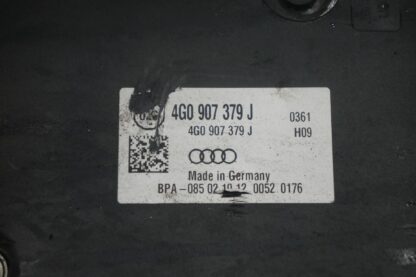 4G0 907 379 J
0361
4G0 907 379 J
H09
Made in Germany
BPA-085 02.10.12 0052 0176